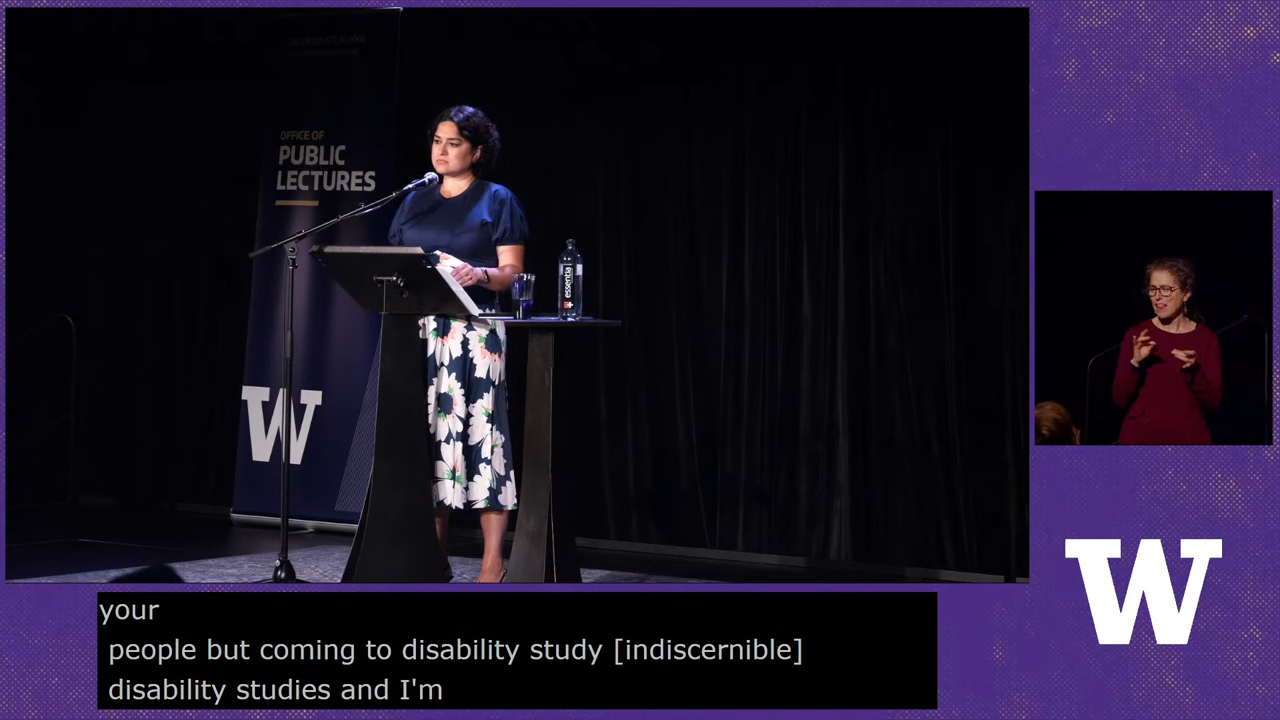 OFFICE OF
PUBLIC
LECTURES
W
essentia
W
your
people but coming to disability study [indiscernible]
disability studies and I'm